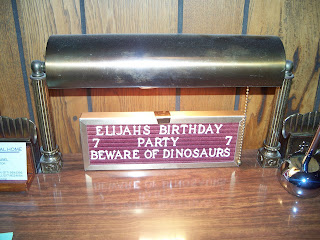 ELIJAHS BIRTHDAY
7 PARTY 7
BEWARE OF DINOSAURS